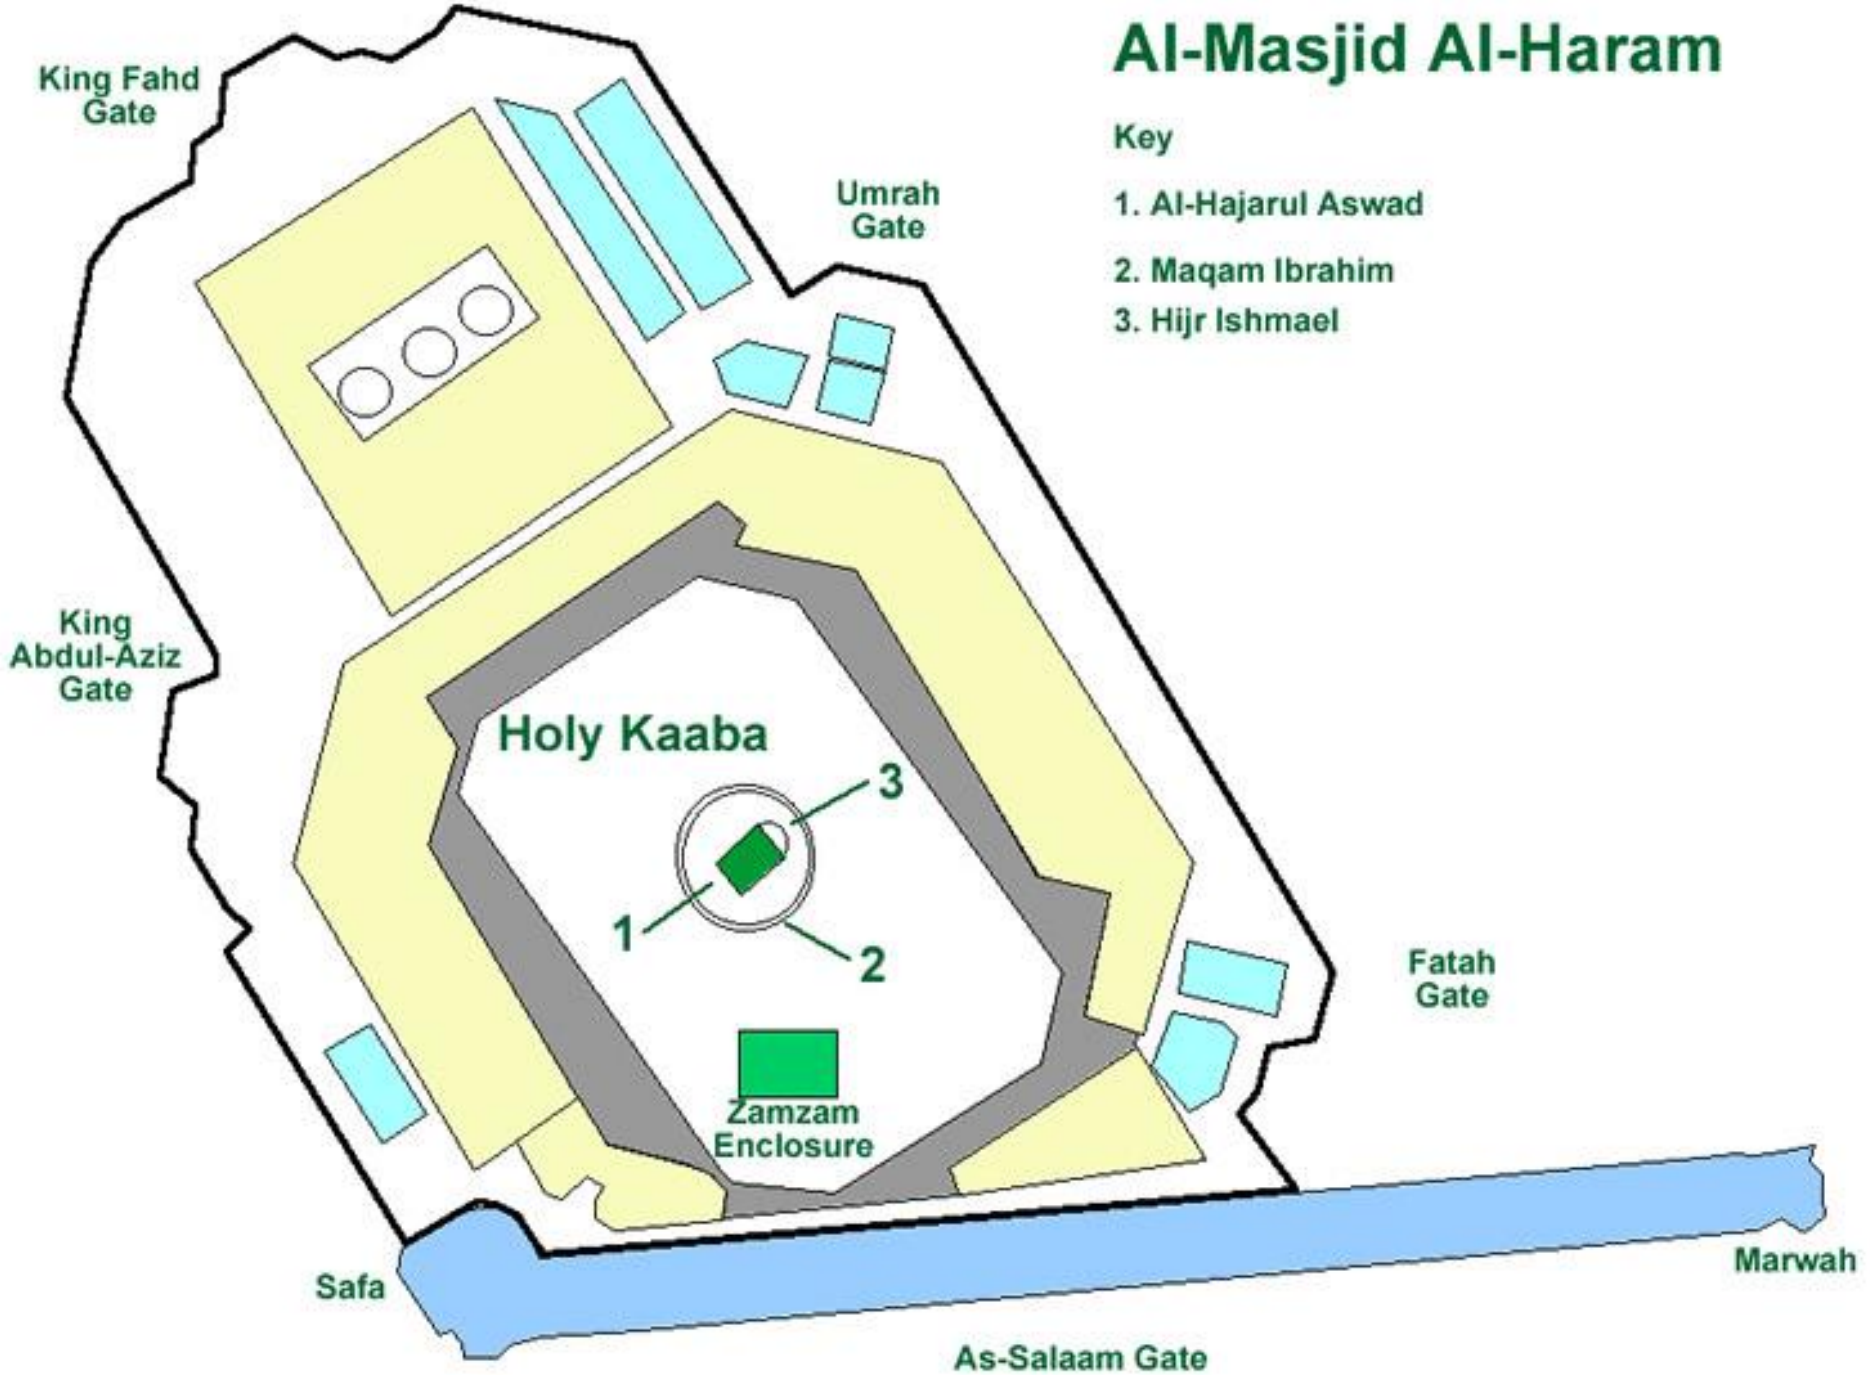 Al-Masjid Al-Haram
Key
1. Al-Hajarul Aswad
2. Maqam Ibrahim
3. Hijr Ishmael
King Fahd
Gate
Umrah
Gate
King
Abdul-Aziz
Gate
Holy Kaaba
3
1
2
Fatah
Gate
Zamzam
Enclosure
Safa
Marwah
As-Salaam Gate